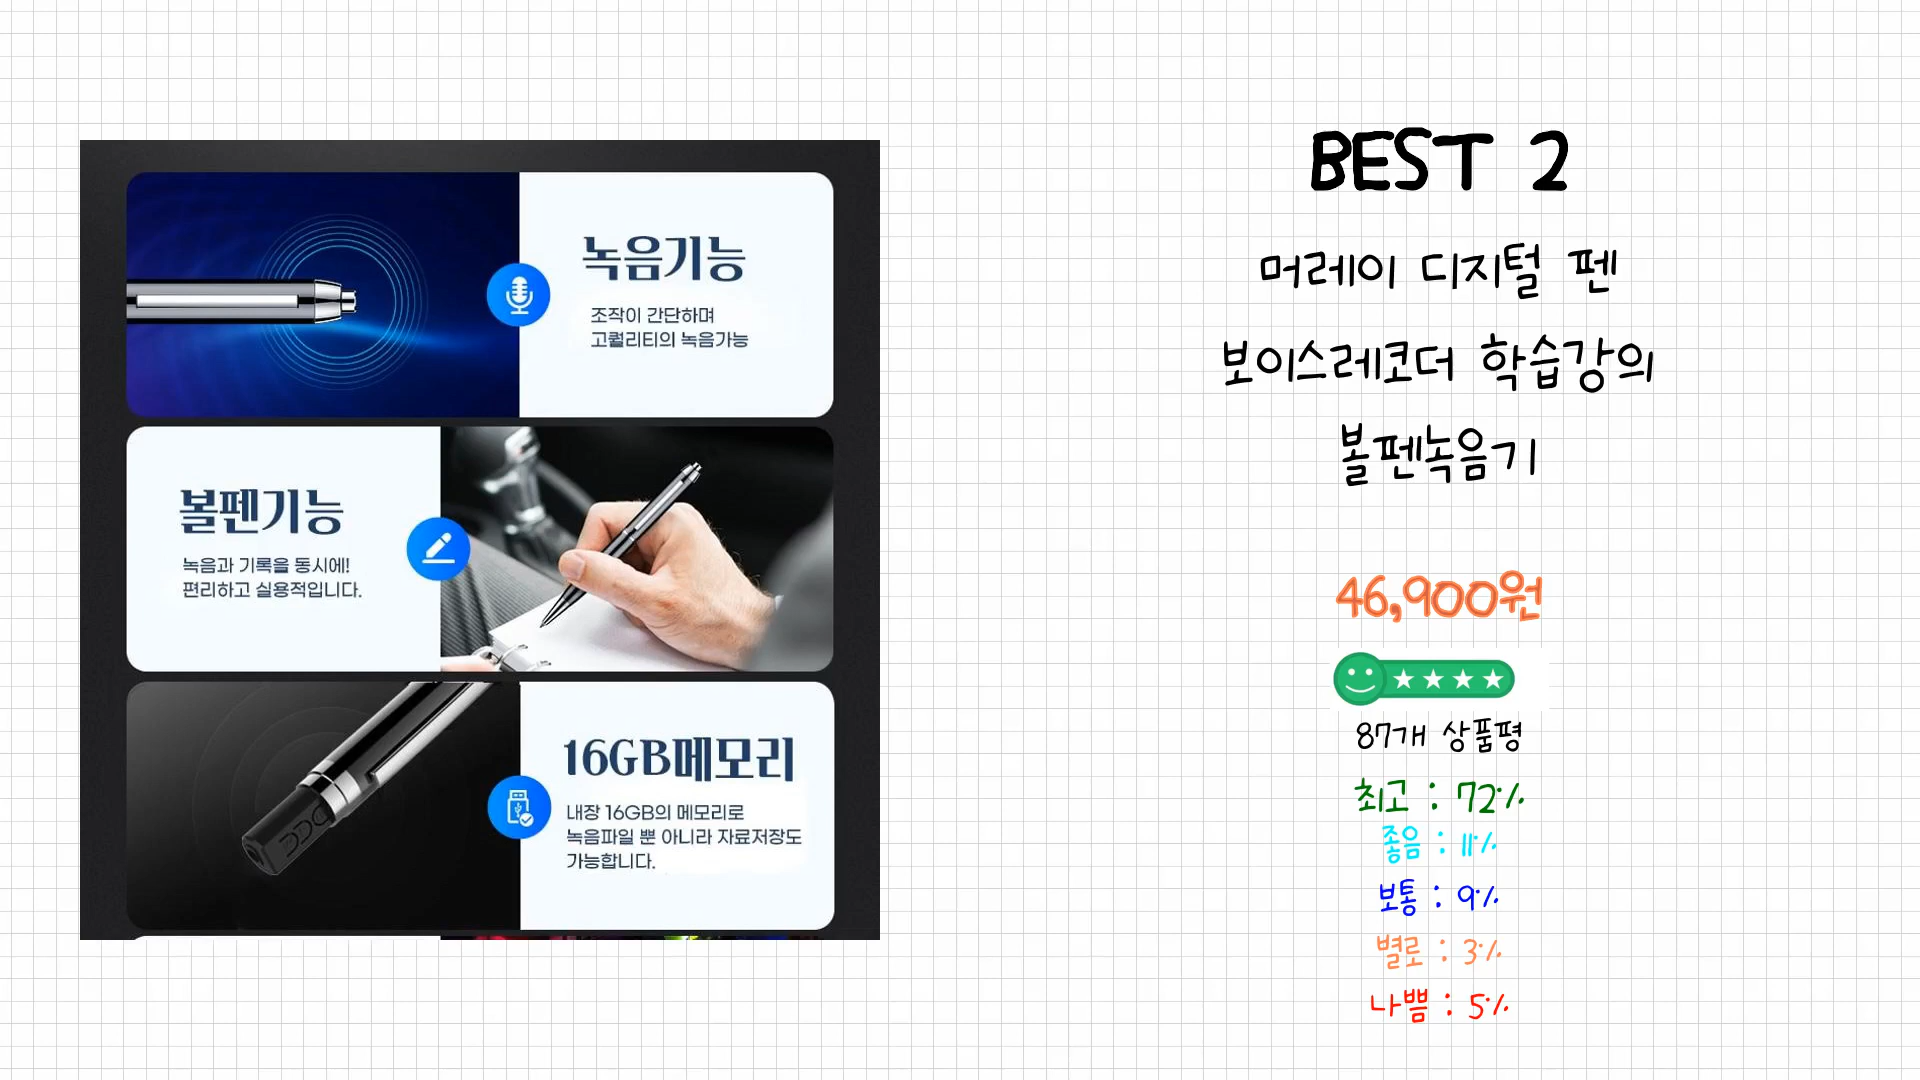 녹음기능
조작이 간단하며
고퀄리티의 녹음가능
볼펜기능
녹음과 기록을 동시에!
편리하고 실용적입니다.
16GB메모리
내장 16GB의 메모리로
녹음파일 뿐 아니라 자료저장도
가능합니다.
BEST 2
머레이 디지털 펜
보이스레코더 학습강의
볼펜녹음기
46,900원
87개 상품평
최고 : 72%
좋음 : 11%
보통 : 9%
별로 : 3%
나쁨 : 5%